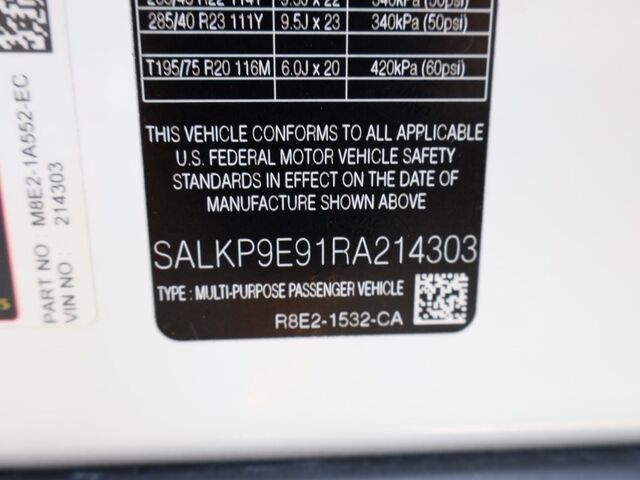 285/40 R23 111Y 9.5J x 23 340kPa (50psi)
T195/75 R20 116M 6.0J x 20 420kPa (60psi)
THIS VEHICLE CONFORMS TO ALL APPLICABLE
U.S. FEDERAL MOTOR VEHICLE SAFETY
STANDARDS IN EFFECT ON THE DATE OF
MANUFACTURE SHOWN ABOVE
SALKP9E91RA214303
TYPE : MULTI-PURPOSE PASSENGER VEHICLE
R8E2-1532-CA
PART NO : M8E2-1A552-EC
VIN NO : 214303